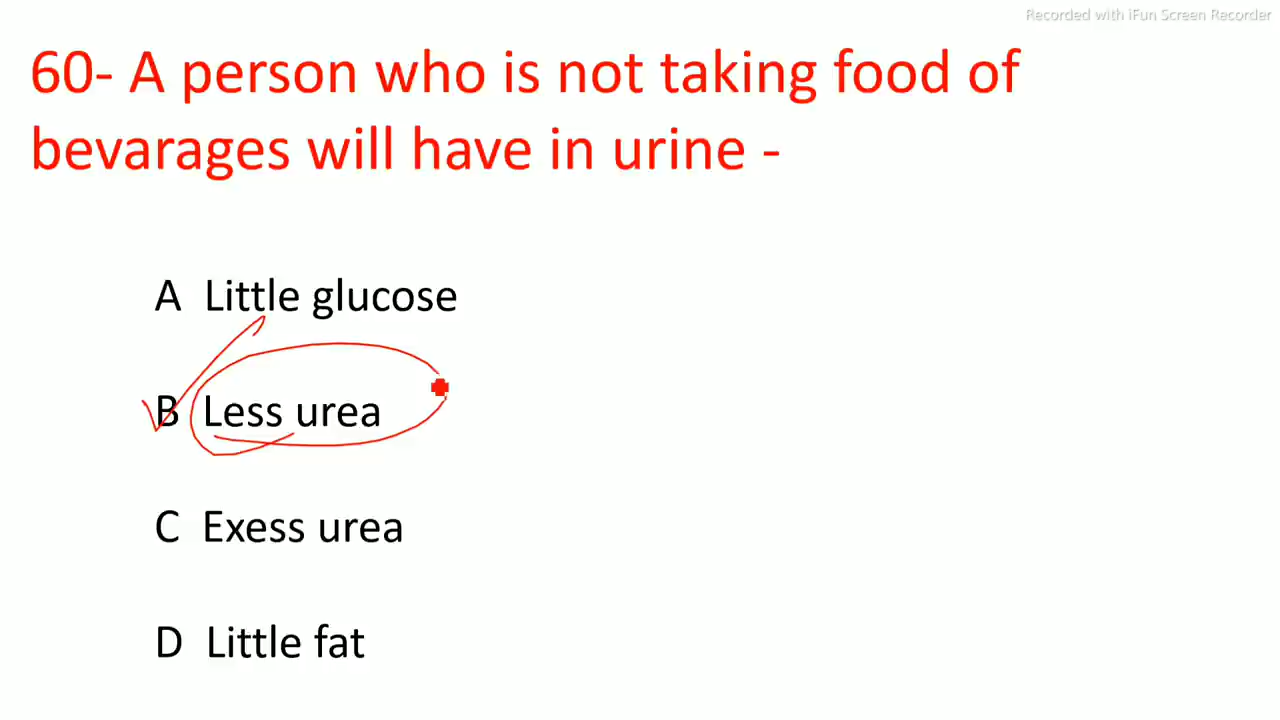 Recorded with iFun Screen Recorder
60- A person who is not taking food of
bevarages will have in urine -
A Little glucose
B Less urea
C Exess urea
D Little fat